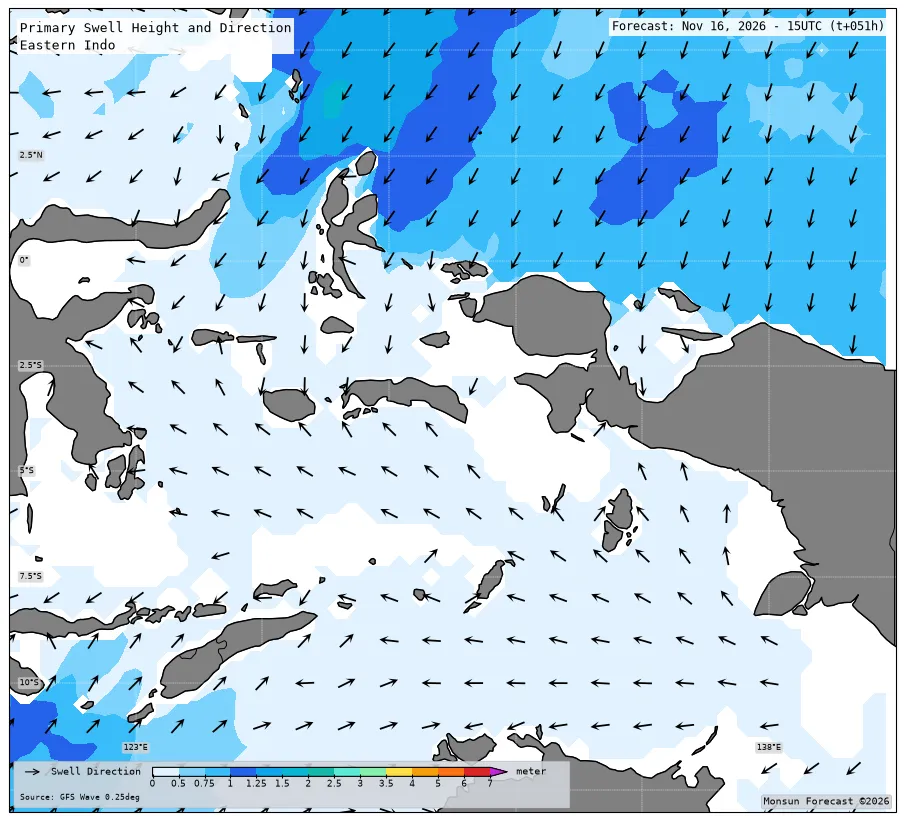 Primary Swell Height and Direction
Eastern Indo
Forecast: Nov 16, 2026 - 15UTC (t+051h)
2.5°N
0°
2.5°S
5°S
7.5°S
10°S
123°E
138°E
Swell Direction
0 0.5 0.75 1 1.25 1.5 2 2.5 3 3.5 4 5 6 7
meter
Source: GFS Wave 0.25deg
Monsun Forecast ©2026